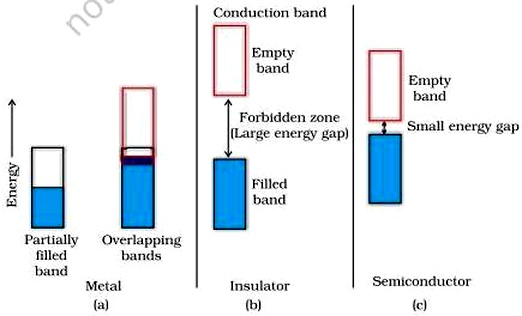 Conduction band
Empty
band
Forbidden zone
(Large energy gap)
Filled
band
Empty
band
Small energy gap
Energy
Partially
filled
band
Overlapping
bands
Metal
(a)
Insulator
(b)
Semiconductor
(c)
not